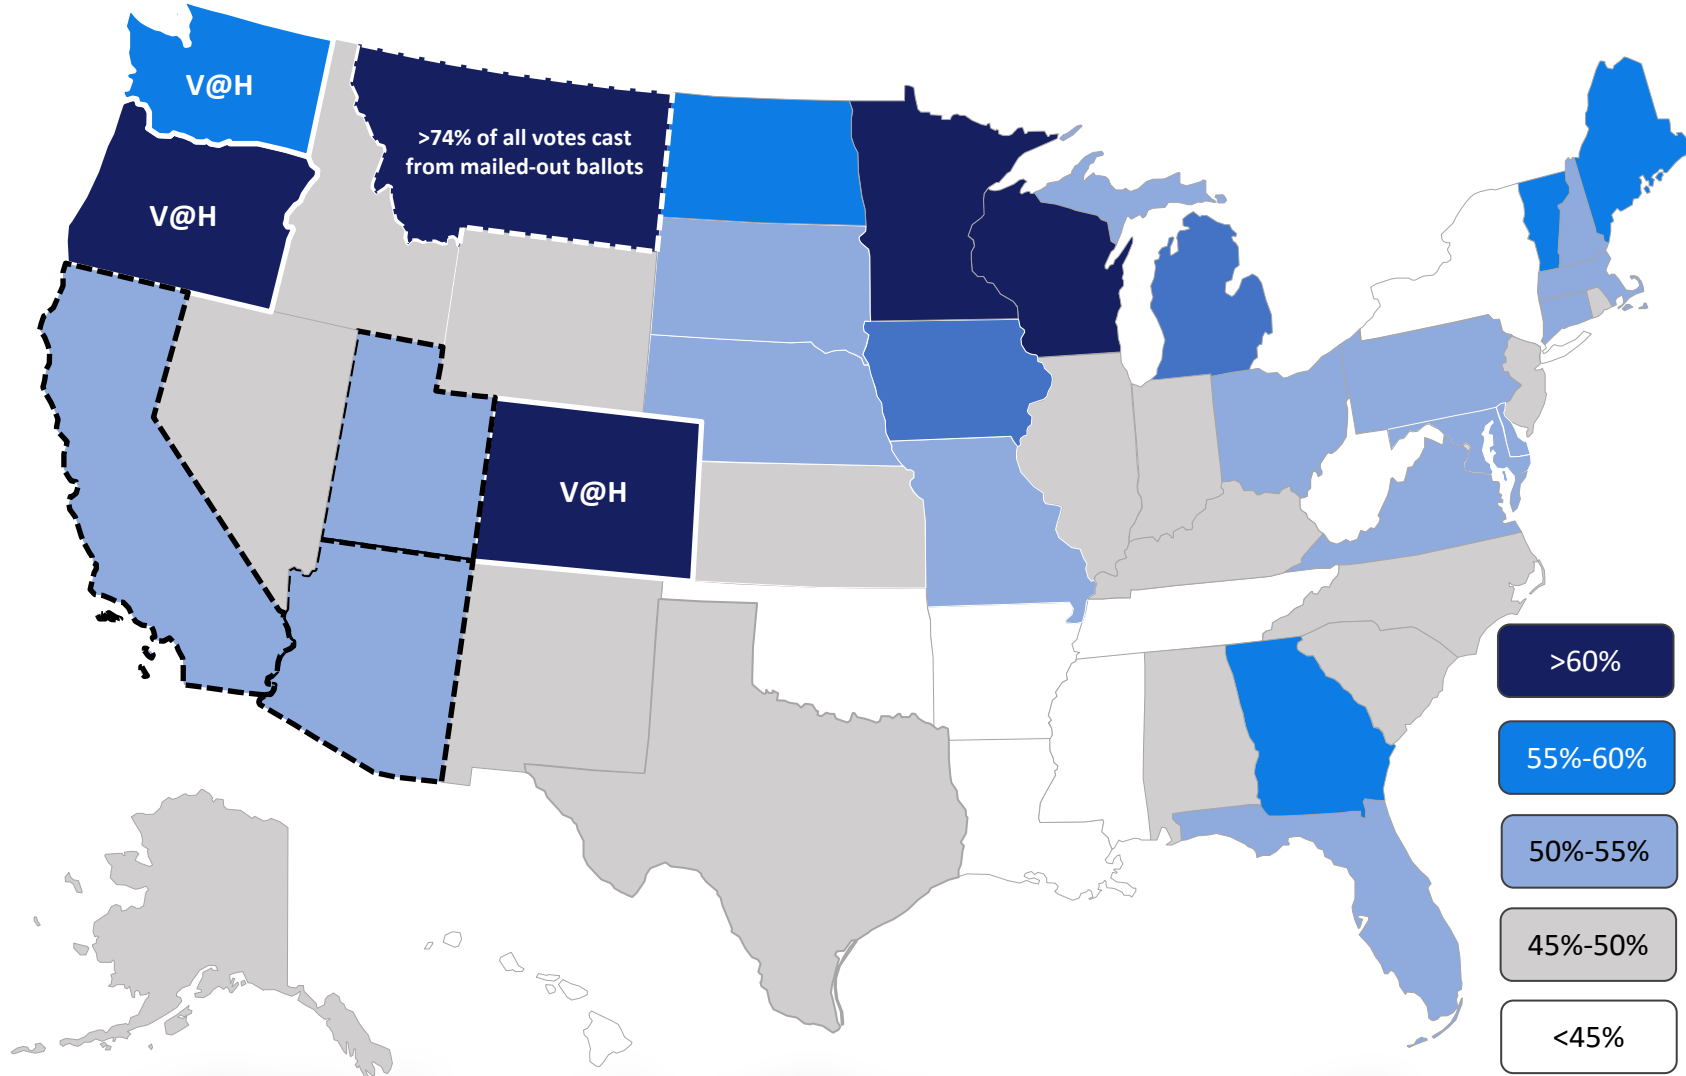 V@H
>74% of all votes cast
from mailed-out ballots
V@H
V@H
>60%
55%-60%
50%-55%
45%-50%
<45%